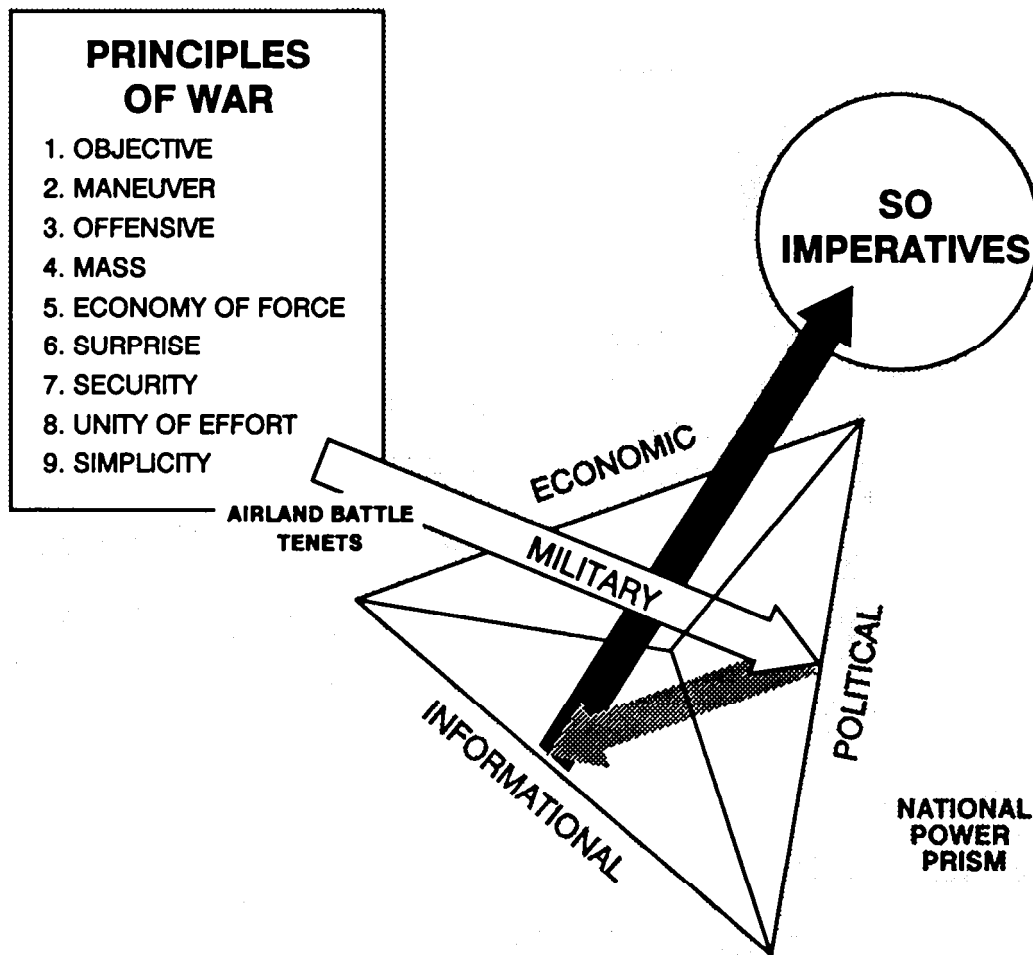 PRINCIPLES
OF WAR
1. OBJECTIVE
2. MANEUVER
3. OFFENSIVE
4. MASS
5. ECONOMY OF FORCE
6. SURPRISE
7. SECURITY
8. UNITY OF EFFORT
9. SIMPLICITY
SO
IMPERATIVES
AIRLAND BATTLE
TENETS
ECONOMIC
MILITARY
INFORMATIONAL
POLITICAL
NATIONAL
POWER
PRISM